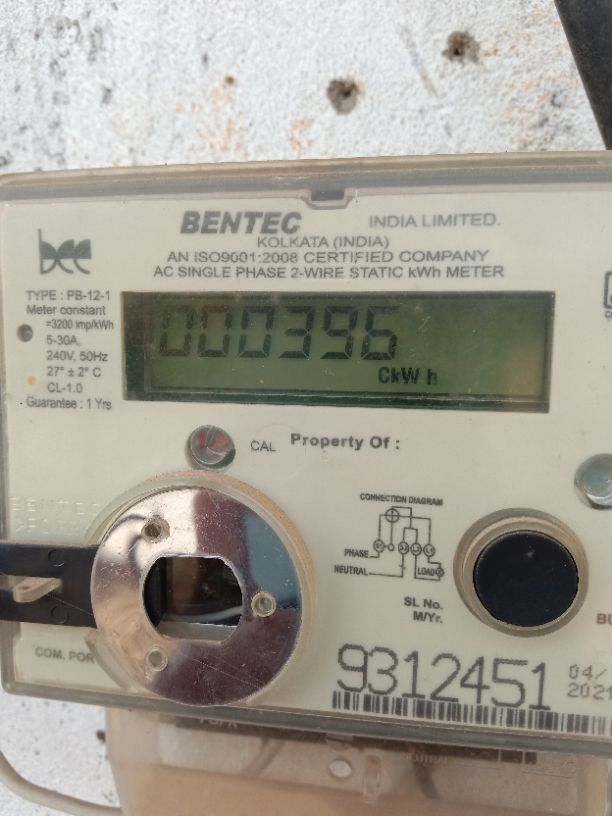 BENTEC INDIA LIMITED.
KOLKATA (INDIA)
AN ISO9001:2008 CERTIFIED COMPANY
AC SINGLE PHASE 2-WIRE STATIC kWh METER
TYPE : PB-12-1
Meter constant
=3200 imp/kWh
5-30A,
240V, 50Hz
27° ± 2° C
CL-1.0
Guarantee : 1 Yrs
000396
CkW h
CAL
Property Of :
BENTEC
CONNECTION DIAGRAM
PHASE
NEUTRAL
LOAD
SL No.
M/Yr.
COM. POR
9312451
04/
2021